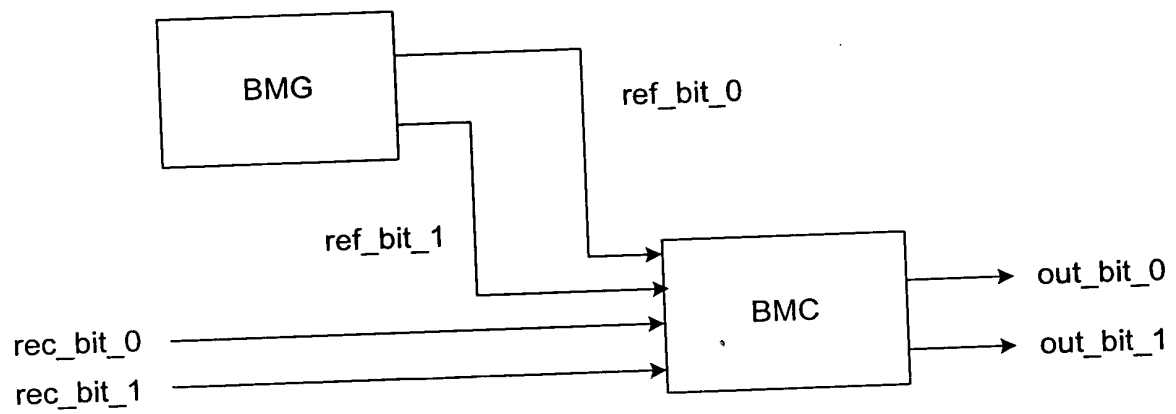 BMG
ref_bit_0
ref_bit_1
BMC
out_bit_0
out_bit_1
rec_bit_0
rec_bit_1